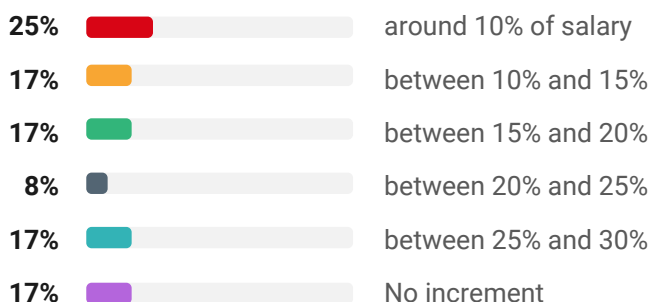 25% around 10% of salary
17% between 10% and 15%
17% between 15% and 20%
8% between 20% and 25%
17% between 25% and 30%
17% No increment